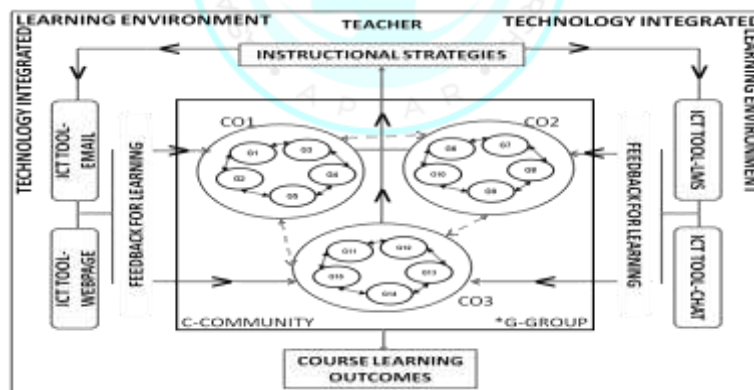 LEARNING ENVIRONMENT
TEACHER
TECHNOLOGY INTEGRATED
INSTRUCTIONAL STRATEGIES
TECHNOLOGY INTEGRATED
LEARNING ENVIRONMENT
ICT TOOL-
EMAIL
ICT TOOL-
WEBPAGE
FEEDBACK FOR LEARNING
CO1
G1
G3
G2
G4
G5
CO2
G6
G7
G10
G8
G9
CO3
G11
G12
G15
G13
G14
FEEDBACK FOR LEARNING
ICT TOOL-LMS
ICT TOOL-CHAT
C-COMMUNITY
*G-GROUP
COURSE LEARNING
OUTCOMES